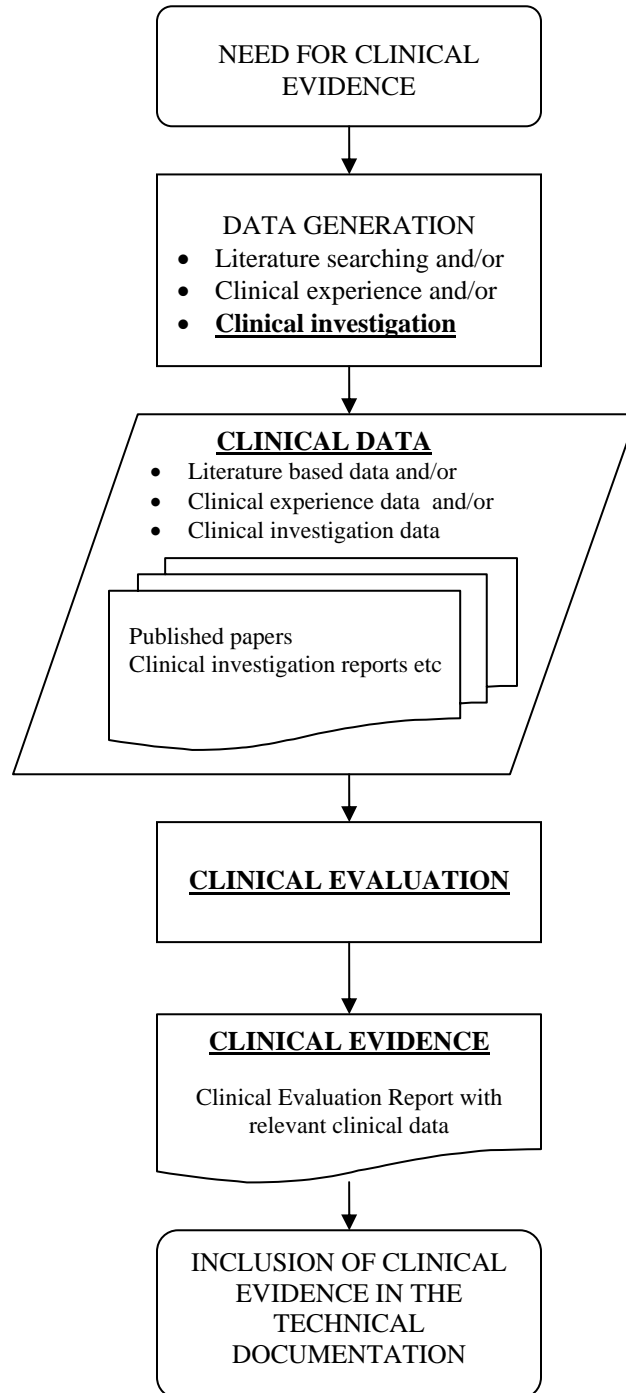 NEED FOR CLINICAL
EVIDENCE
DATA GENERATION
• Literature searching and/or
• Clinical experience and/or
• Clinical investigation
CLINICAL DATA
• Literature based data and/or
• Clinical experience data and/or
• Clinical investigation data
Published papers
Clinical investigation reports etc
CLINICAL EVALUATION
CLINICAL EVIDENCE
Clinical Evaluation Report with
relevant clinical data
INCLUSION OF CLINICAL
EVIDENCE IN THE
TECHNICAL
DOCUMENTATION